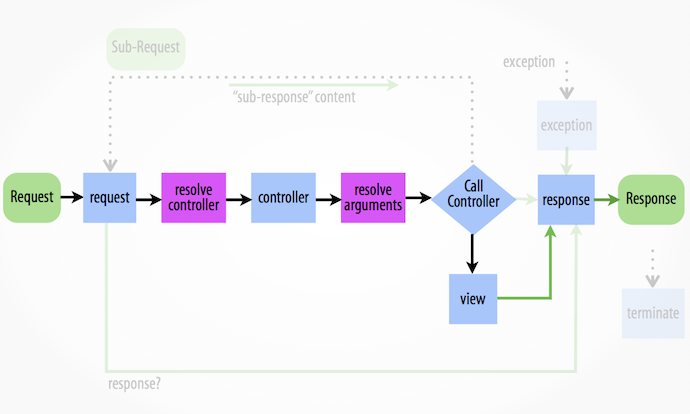 Sub-Request
exception
“sub-response” content
exception
Request
request
resolve
controller
controller
resolve
arguments
Call
Controller
response
Response
view
terminate
response?